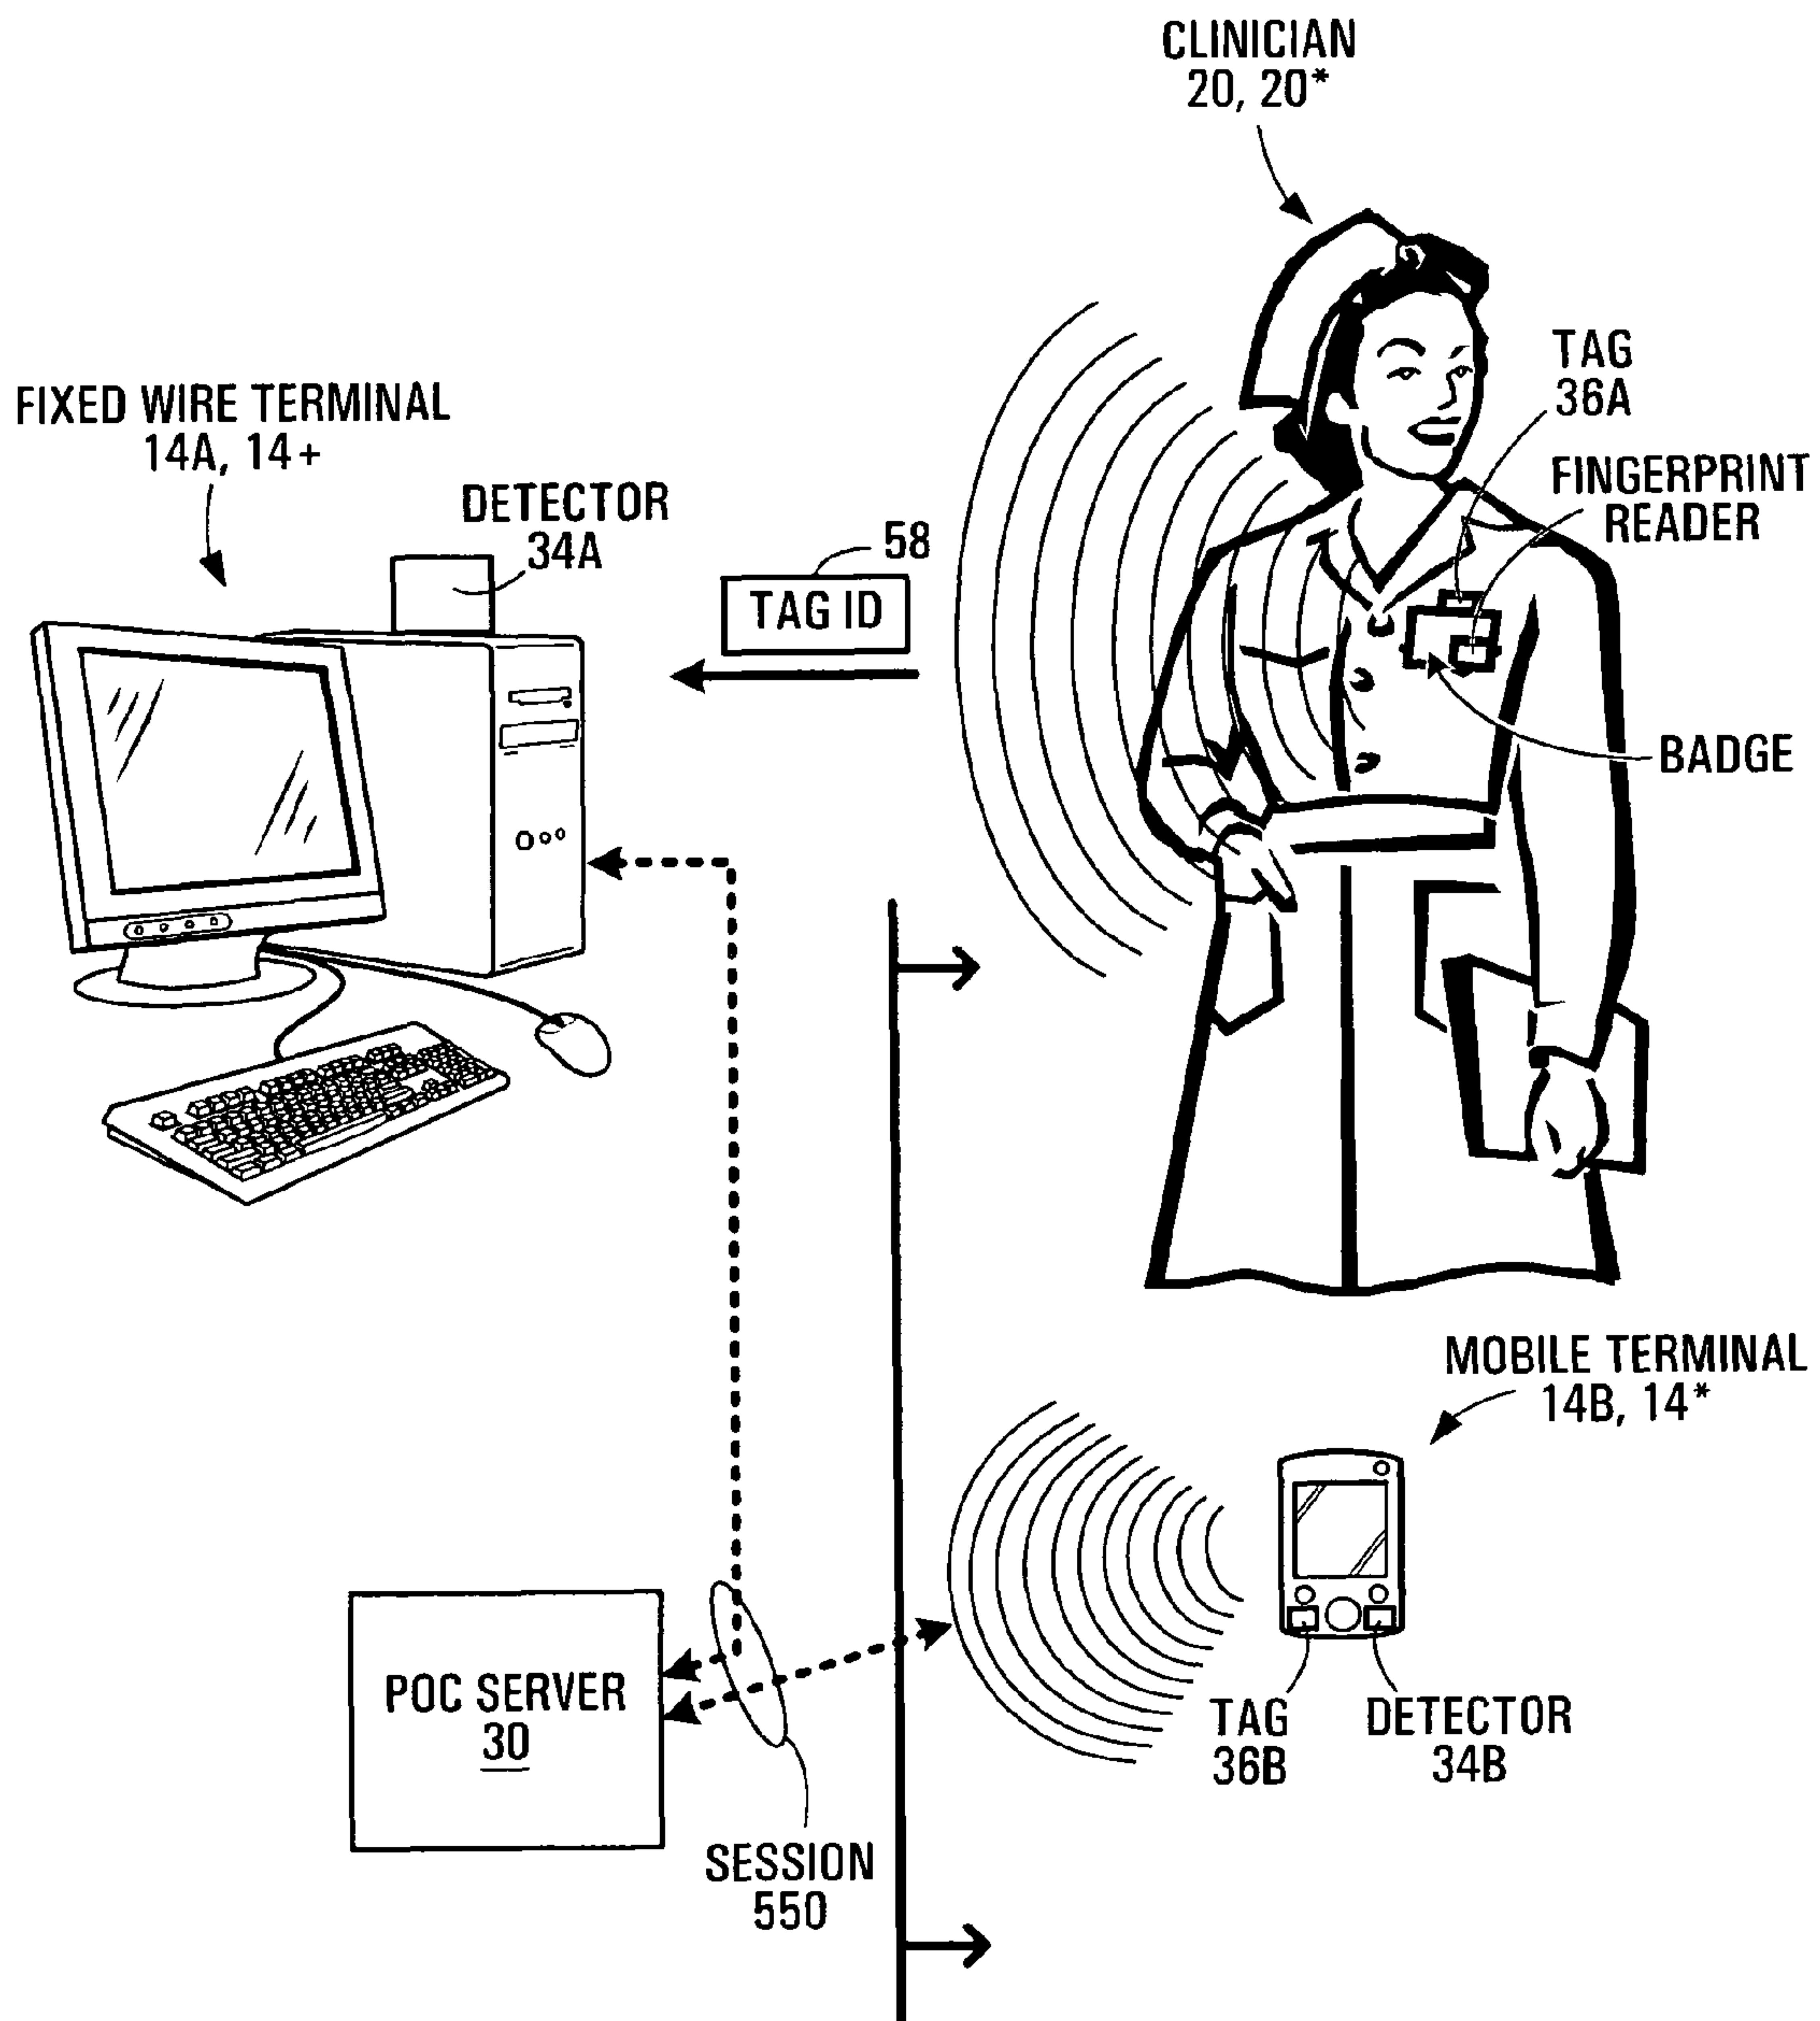 CLINICIAN
20, 20*
TAG
36A
FIXED WIRE TERMINAL
14A, 14+
FINGERPRINT
READER
DETECTOR
34A
58
TAG ID
BADGE
MOBILE TERMINAL
14B, 14*
POC SERVER
30
TAG
36B
DETECTOR
34B
SESSION
550